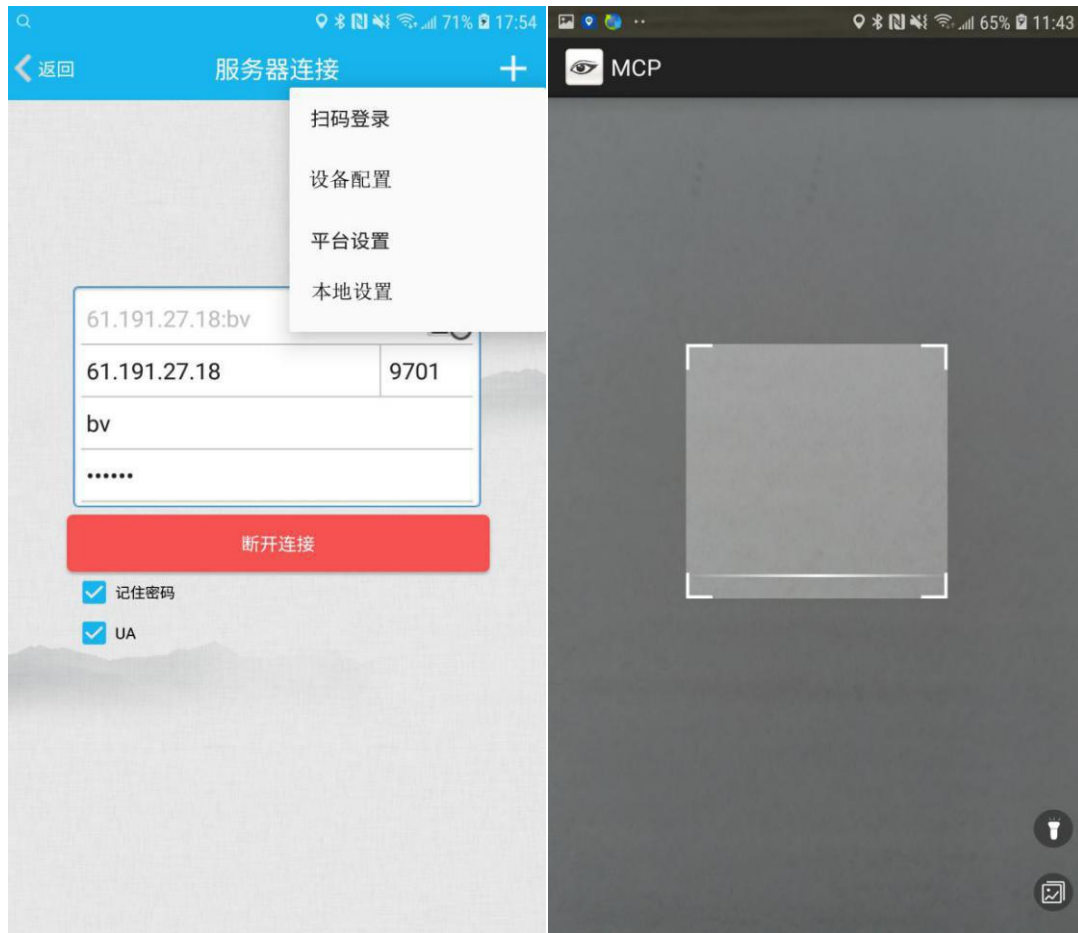 71% 17:54
返回 服务器连接 +
扫码登录
设备配置
平台设置
本地设置
61.191.27.18:bv
61.191.27.18 9701
bv
••••••
断开连接
记住密码
UA
65% 11:43
MCP